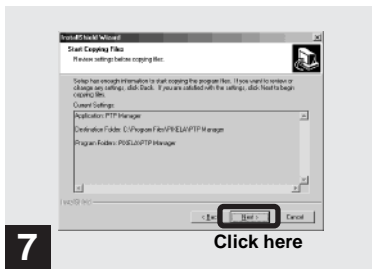 InstallShield Wizard
Start Copying Files
Review settings before copying files.
Setup has enough information to start copying the program files. If you want to review or
change any settings, click Back. If you are satisfied with the settings, click Next to begin
copying files.
Current Settings:
Application: PTP Manager
Destination Folder: C:\Program Files\PIXELA\PTP Manager
Program Folders: PIXELA\PTP Manager
InstallShield
< Back
Next >
Cancel
7
Click here